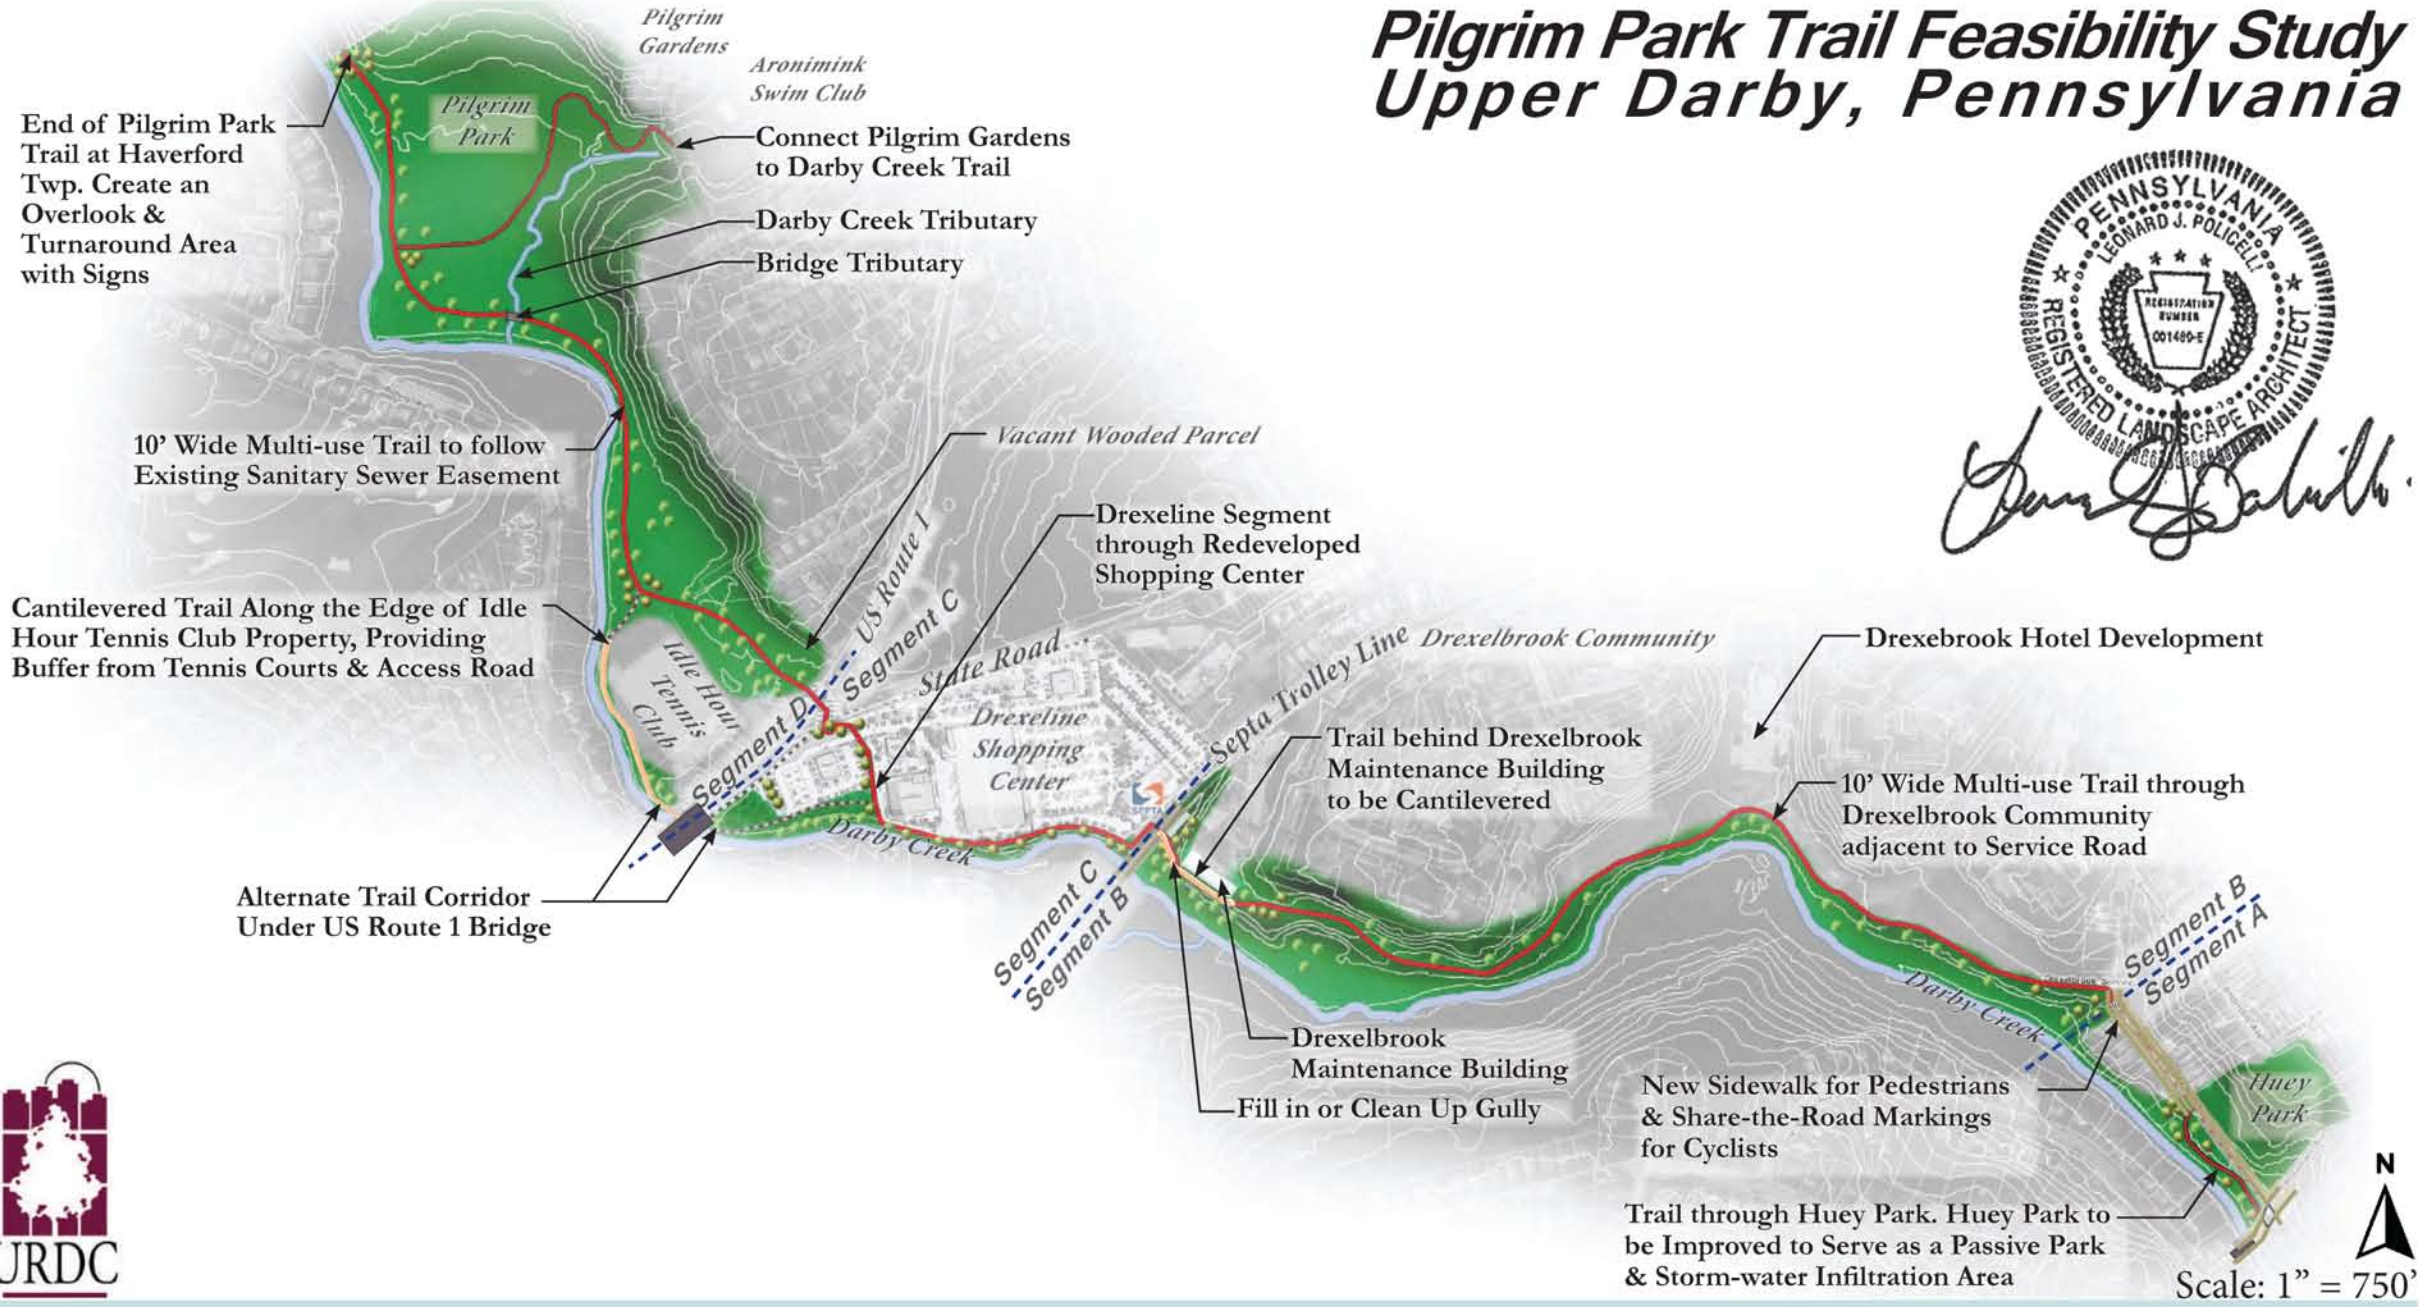 Pilgrim Park Trail Feasibility Study
Upper Darby, Pennsylvania
Pilgrim
Gardens
Aronimink
Swim Club
Pilgrim
Park
End of Pilgrim Park
Trail at Haverford
Twp. Create an
Overlook &
Turnaround Area
with Signs
Connect Pilgrim Gardens
to Darby Creek Trail
Darby Creek Tributary
Bridge Tributary
PENNSYLVANIA
LEONARD J. POLICELLI
REGISTRATION
NUMBER
001489-E
REGISTERED LANDSCAPE ARCHITECT
10’ Wide Multi-use Trail to follow
Existing Sanitary Sewer Easement
Vacant Wooded Parcel
Drexeline Segment
through Redeveloped
Shopping Center
US Route 1
Segment C
Segment D
State Road
Cantilevered Trail Along the Edge of Idle
Hour Tennis Club Property, Providing
Buffer from Tennis Courts & Access Road
Idle Hour
Tennis
Club
Drexeline
Shopping
Center
Septa Trolley Line
SEPTA
Drexelbrook Community
Drexebrook Hotel Development
Trail behind Drexelbrook
Maintenance Building
to be Cantilevered
10’ Wide Multi-use Trail through
Drexelbrook Community
adjacent to Service Road
Darby Creek
Alternate Trail Corridor
Under US Route 1 Bridge
Segment C
Segment B
Segment B
Segment A
Darby Creek
Drexelbrook
Maintenance Building
Fill in or Clean Up Gully
New Sidewalk for Pedestrians
& Share-the-Road Markings
for Cyclists
Huey
Park
Trail through Huey Park. Huey Park to
be Improved to Serve as a Passive Park
& Storm-water Infiltration Area
N
Scale: 1” = 750’
URDC